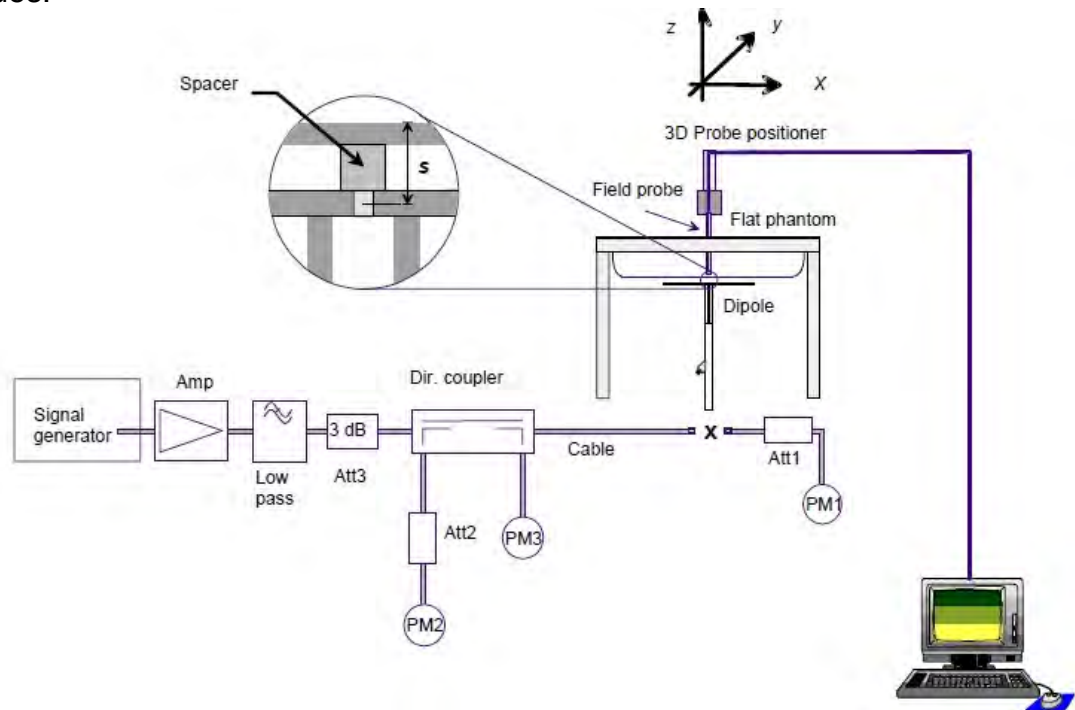 z
y
X
Spacer
s
3D Probe positioner
Field probe
Flat phantom
Dipole
Signal
generator
Amp
Low
pass
3 dB
Att3
Dir. coupler
Cable
x
Att1
PM1
Att2
PM3
PM2